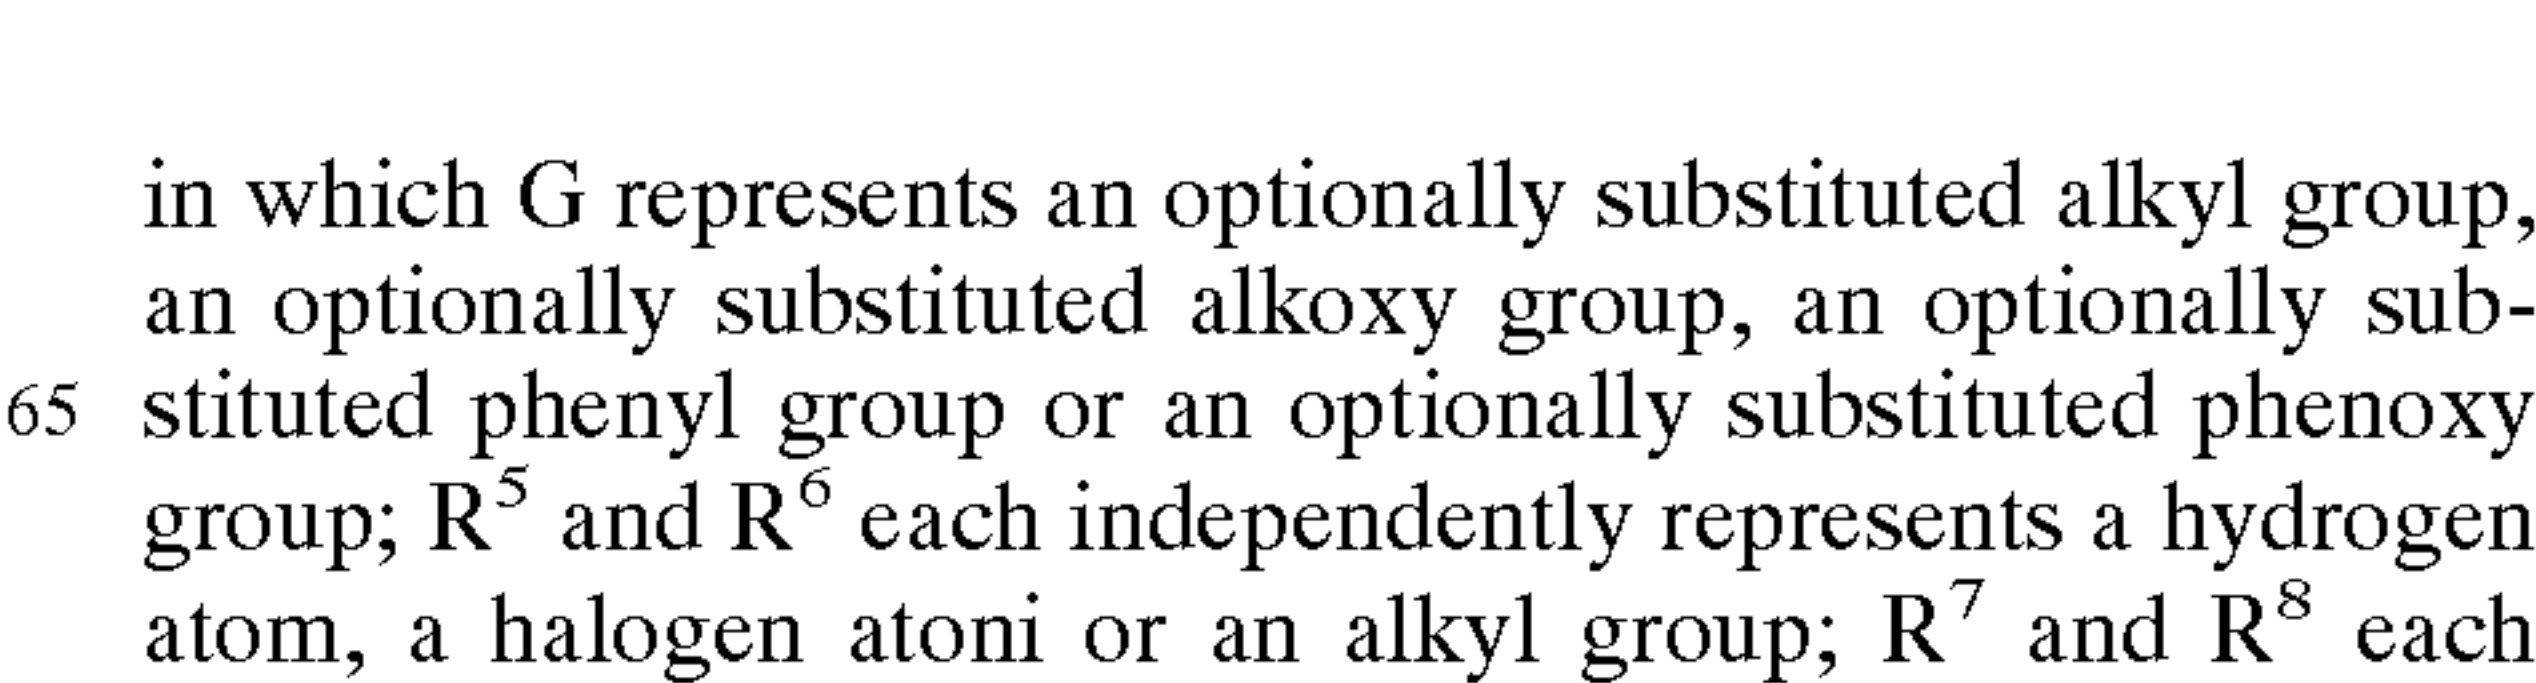 in which G represents an optionally substituted alkyl group,
an optionally substituted alkoxy group, an optionally sub-
65 stituted phenyl group or an optionally substituted phenoxy
group; R⁵ and R⁶ each independently represents a hydrogen
atom, a halogen atoni or an alkyl group; R⁷ and R⁸ each